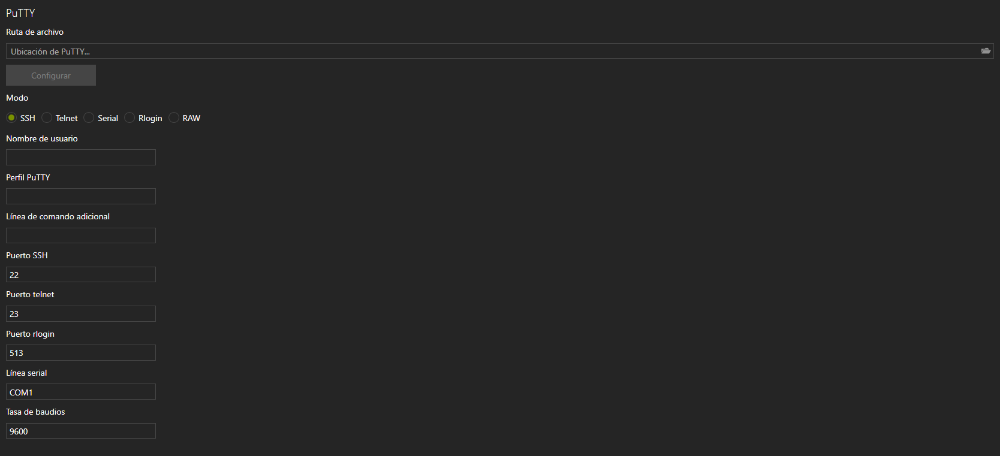 PuTTY
Ruta de archivo
Ubicación de PuTTY...
Configurar
Modo
SSH Telnet Serial Rlogin RAW
Nombre de usuario
Perfil PuTTY
Línea de comando adicional
Puerto SSH
22
Puerto telnet
23
Puerto rlogin
513
Línea serial
COM1
Tasa de baudios
9600